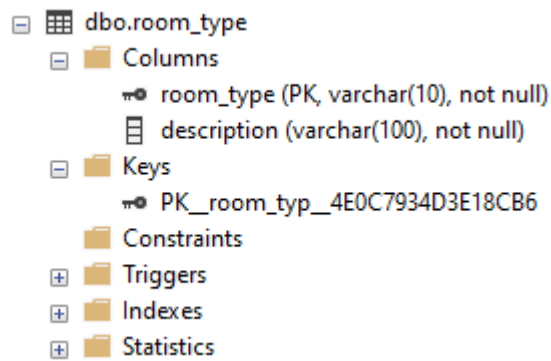 dbo.room_type
Columns
room_type (PK, varchar(10), not null)
description (varchar(100), not null)
Keys
PK__room_typ__4E0C7934D3E18CB6
Constraints
Triggers
Indexes
Statistics